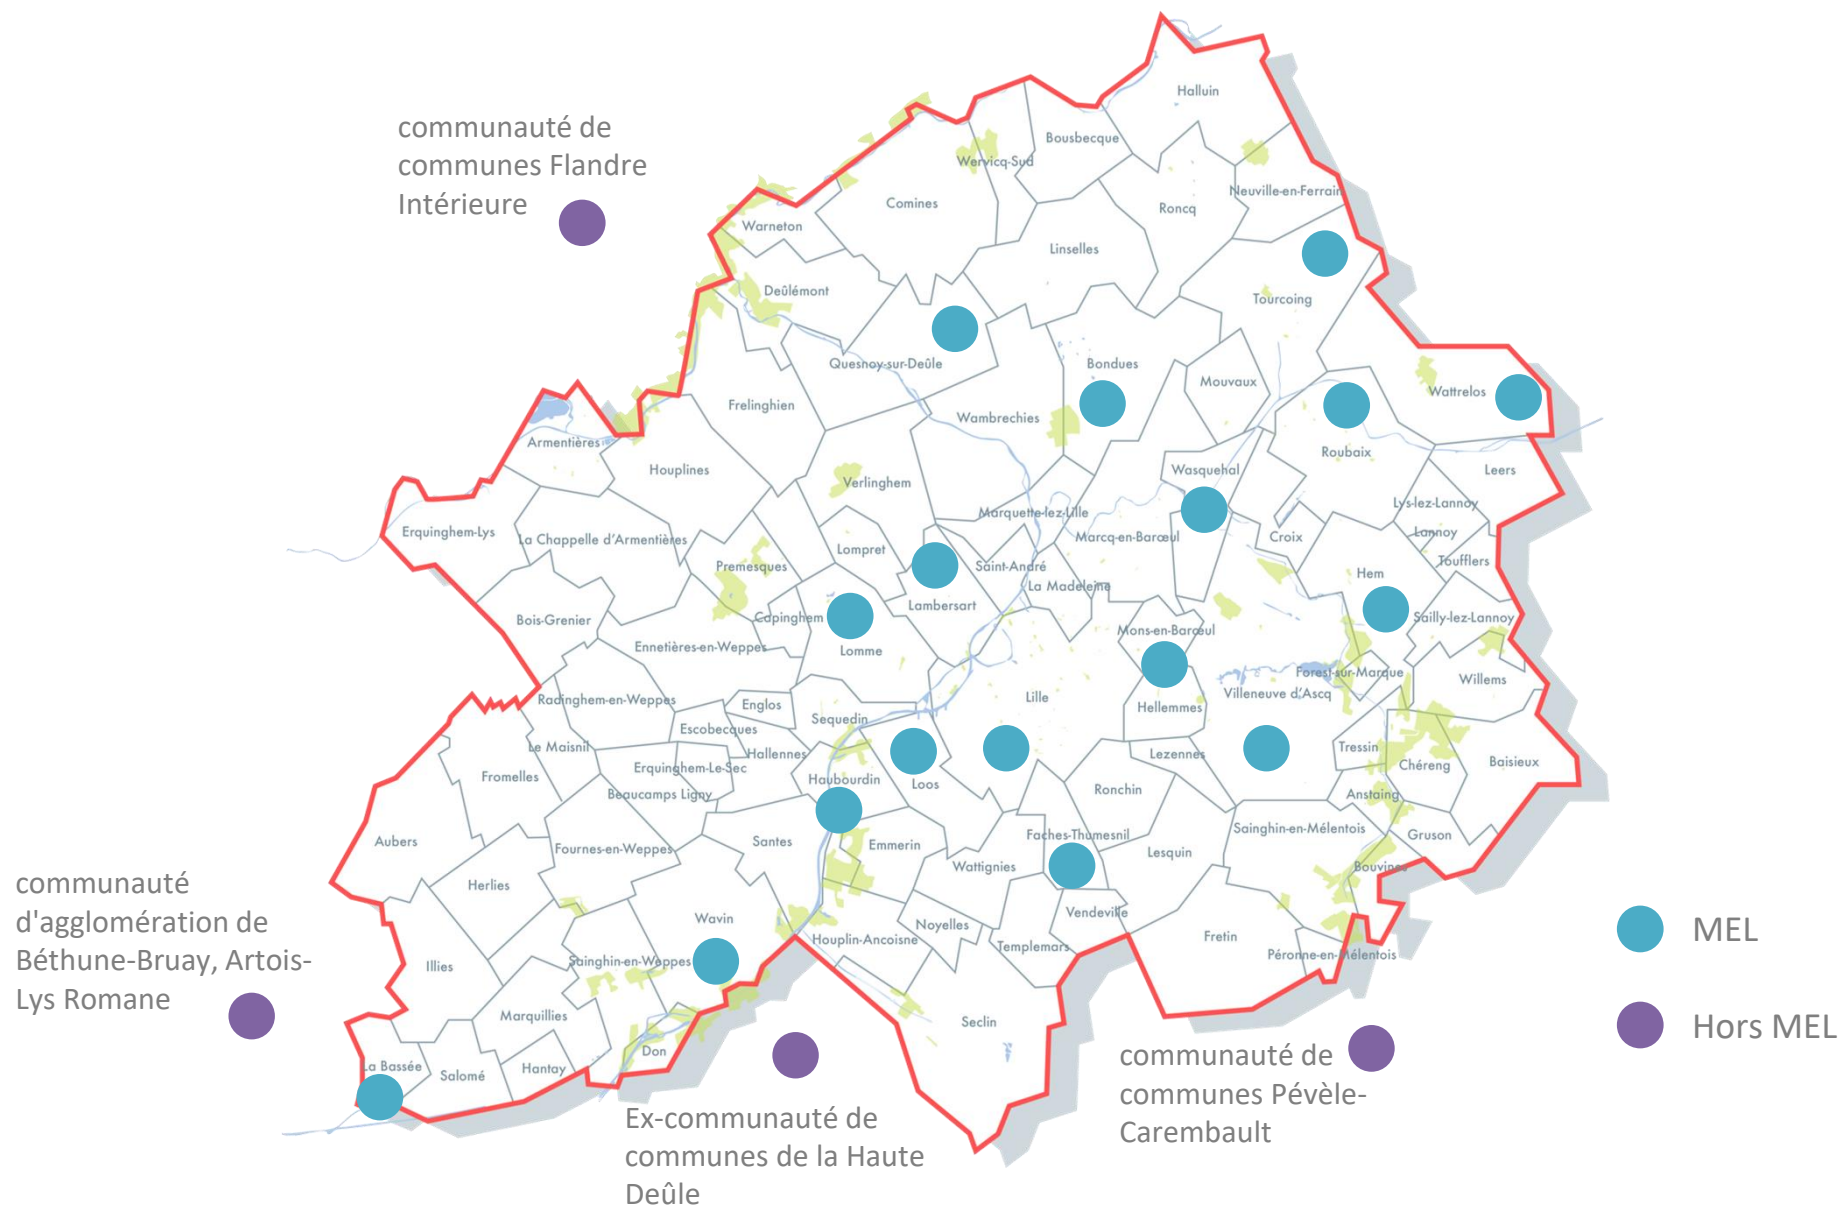 communauté de
communes Flandre
Intérieure
Halluin
Bousbecque
Wervicq-Sud
Neuville-en-Ferrain
Comines
Roncq
Warneton
Linselles
Deûlémont
Tourcoing
Quesnoy-sur-Deûle
Bondues
Mouvaux
Wattrelos
Frelinghien
Wambrechies
Armentières
Roubaix
Houplines
Wasquehal
Leers
Verlinghem
Lys-lez-Lannoy
Marquette-lez-Lille
Erquinghem-Lys
La Chappelle d'Armentières
Marcq-en-Barœul
Croix
Lannoy
Lompret
Toufflers
Premesques
Saint-André
Hem
La Madeleine
Lambersart
Capinghem
Bois-Grenier
Sailly-lez-Lannoy
Mons-en-Barœul
Ennetières-en-Weppes
Lomme
Forest-sur-Marque
Willems
Radinghem-en-Weppes
Lille
Villeneuve d'Ascq
Englos
Hellemmes
Sequedin
Escobecques
Le Maisnil
Hallennes
Lezennes
Tressin
Baisieux
Erquinghem-Le-Sec
Chéreng
Fromelles
Haubourdin
Loos
Ronchin
Beaucamps Ligny
Anstaing
Sainghin-en-Mélentois
Faches-Thumesnil
Gruson
Aubers
Santes
Emmerin
Fournes-en-Weppes
Lesquin
Wattignies
Bouvines
Herlies
communauté
d'agglomération de
Béthune-Bruay, Artois-
Lys Romane
Wavin
Vendeville
Noyelles
Houplin-Ancoisne
Templemars
Fretin
Péronne-en-Mélentois
Illies
Sainghin-en-Weppes
Marquillies
Seclin
Don
La Bassée
Salomé
Hantay
MEL
Hors MEL
communauté de
communes Pévèle-
Carembault
Ex-communauté de
communes de la Haute
Deûle